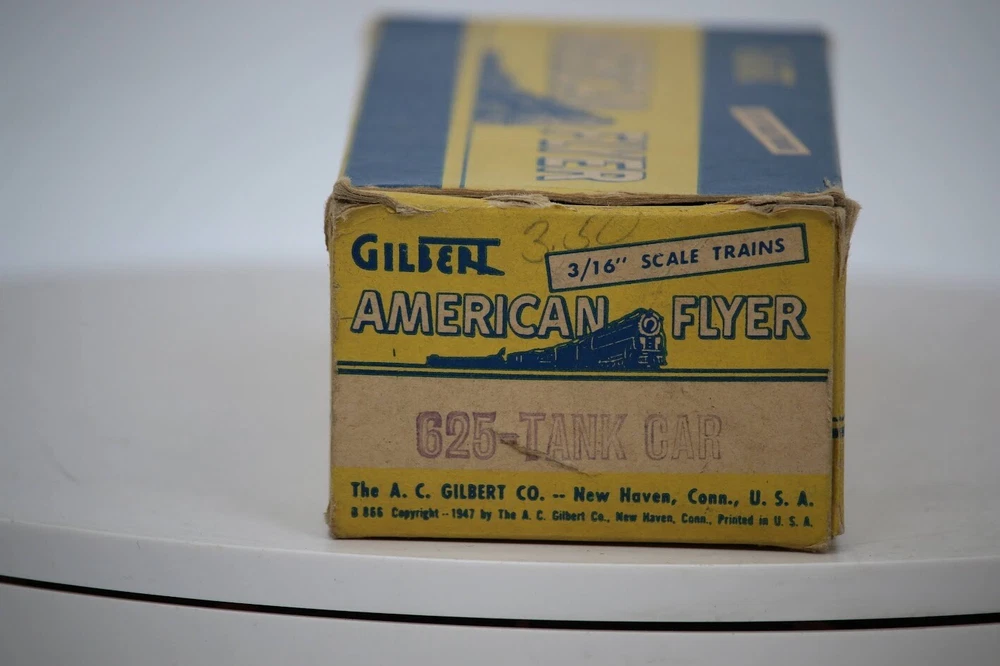 FLYER
GILBERT
3.50
3/16" SCALE TRAINS
AMERICAN FLYER
625-TANK CAR
The A. C. GILBERT CO. -- New Haven, Conn., U. S. A.
B 866 Copyright -- 1947 by The A. C. Gilbert Co., New Haven, Conn., Printed in U. S. A.